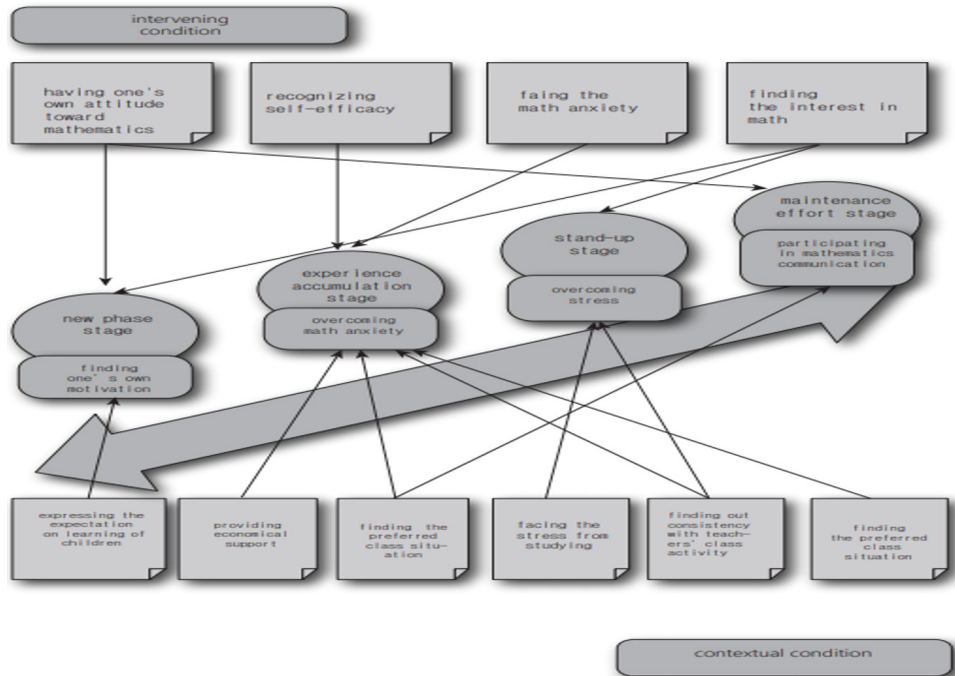 intervening
condition
having one's
own attitude
toward
mathematics
recognizing
self-efficacy
faing the
math anxiety
finding
the interest in
math
maintenance
effort stage
participating
in mathematics
communication
stand-up
stage
overcoming
stress
experience
accumulation
stage
overcoming
math anxiety
new phase
stage
finding
one's own
motivation
expressing the
expectation
on learning of
children
providing
economical
support
finding the
preferred
class situ-
ation
facing the
stress from
studying
finding out
consistency
with teach-
ers' class
activity
finding
the preferred
class
situation
contextual condition